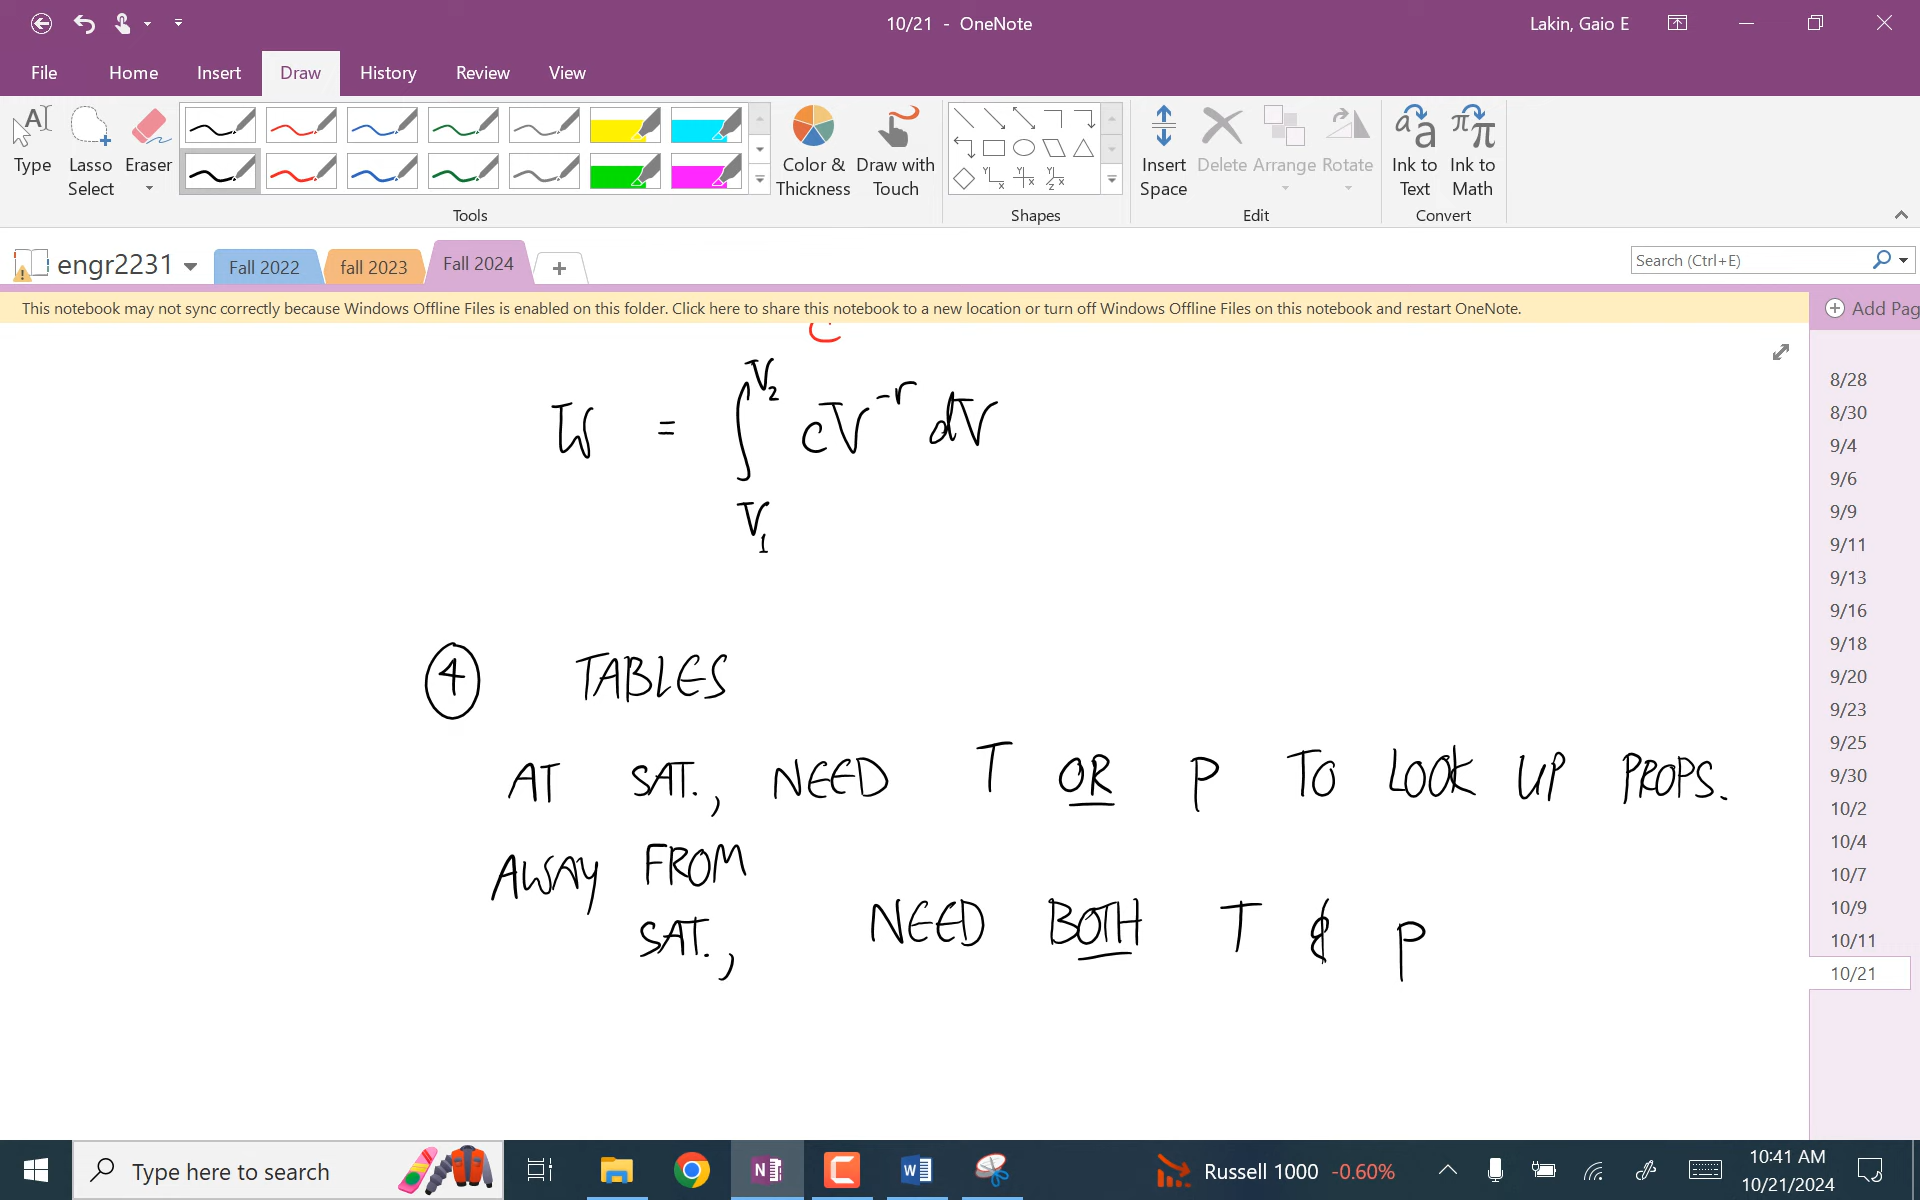 10/21 - OneNote
Lakin, Gaio E
File Home Insert Draw History Review View
Type
Lasso Select
Eraser
Color & Thickness
Draw with Touch
Insert Space
Delete Arrange Rotate
Ink to Text
Ink to Math
Tools Shapes Edit Convert
engr2231
Fall 2022 fall 2023 Fall 2024
Search (Ctrl+E)
This notebook may not sync correctly because Windows Offline Files is enabled on this folder. Click here to share this notebook to a new location or turn off Windows Offline Files on this notebook and restart OneNote.
Add Pag
W = ∫ V₁ V₂ cV⁻ʳ dV
④ TABLES
AT SAT., NEED T OR p TO LOOK UP PROPS.
AWAY FROM
SAT., NEED BOTH T & p
8/28
8/30
9/4
9/6
9/9
9/11
9/13
9/16
9/18
9/20
9/23
9/25
9/30
10/2
10/4
10/7
10/9
10/11
10/21
Type here to search
Russell 1000 -0.60%
10:41 AM
10/21/2024